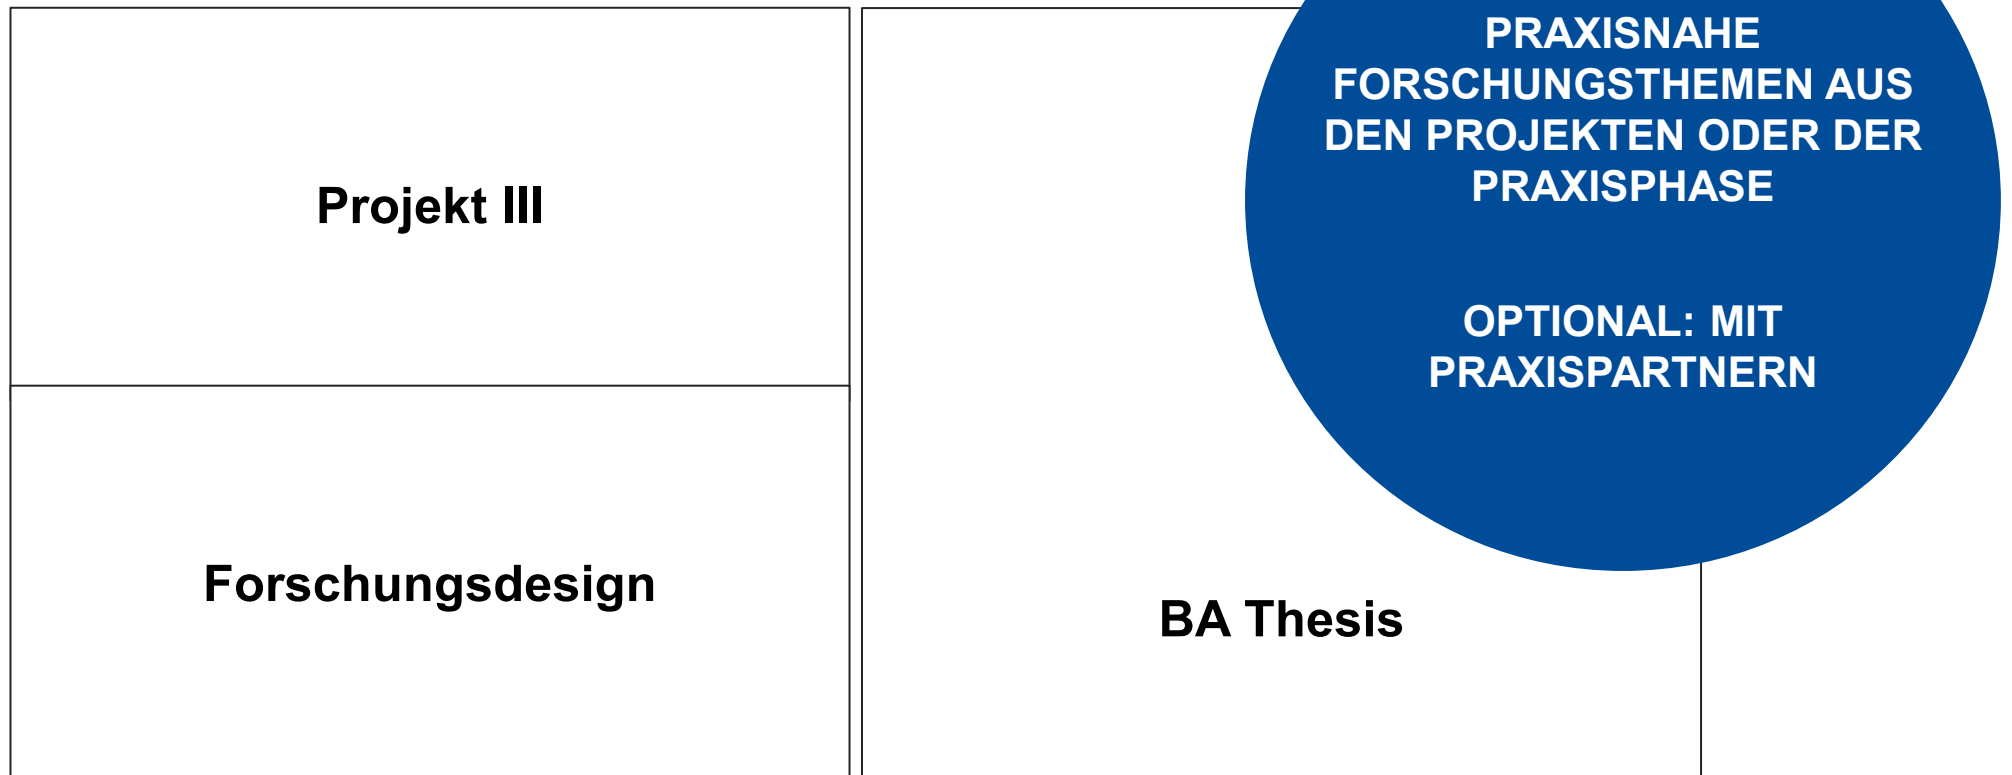 Projekt III
Forschungsdesign
BA Thesis
PRAXISNAHE
FORSCHUNGSTHEMEN AUS
DEN PROJEKTEN ODER DER
PRAXISPHASE
OPTIONAL: MIT
PRAXISPARTNERN